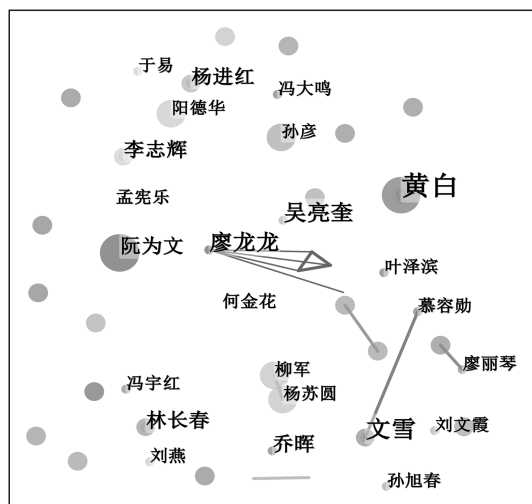 于易
杨进红
冯大鸣
阳德华
孙彦
李志辉
黄白
孟宪乐
吴亮奎
阮为文
廖龙龙
叶泽滨
何金花
慕容勋
廖丽琴
柳军
冯宇红
杨苏圆
林长春
文雪
刘文霞
乔晖
刘燕
孙旭春